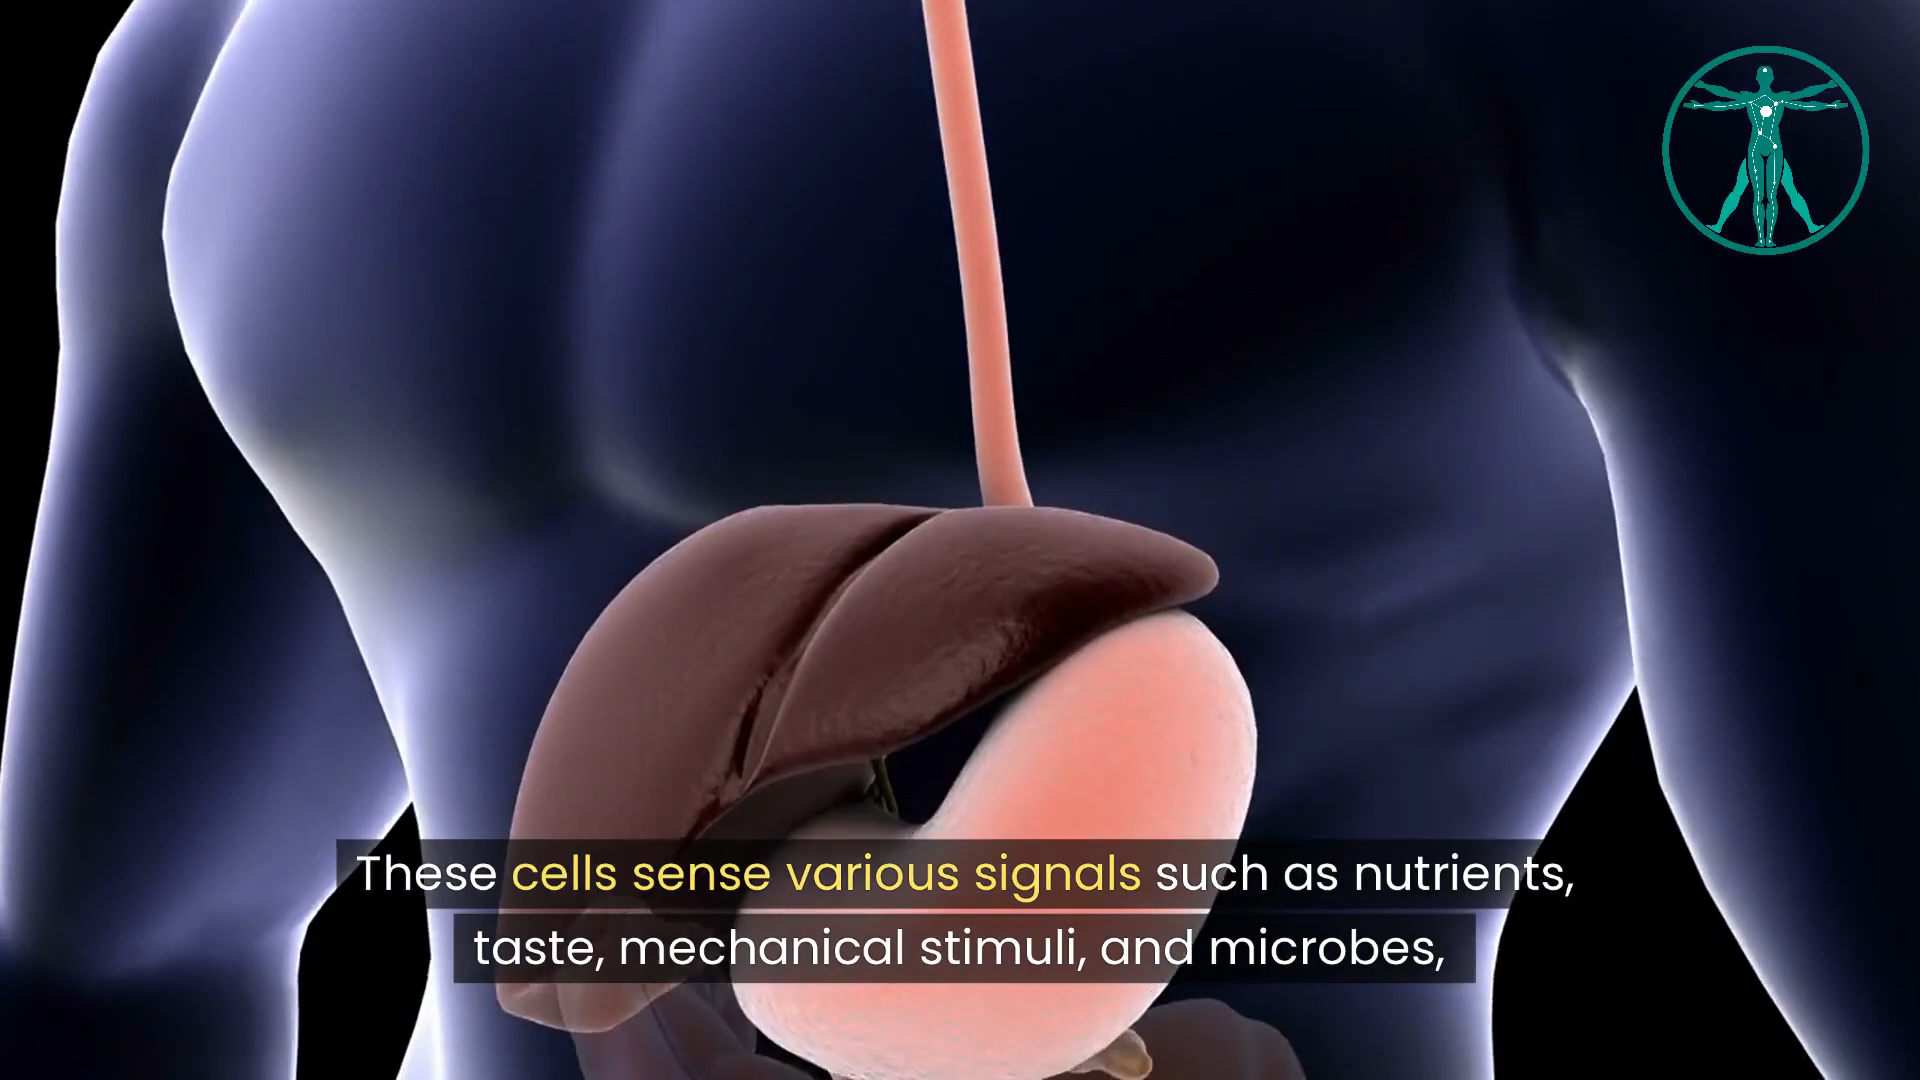 These cells sense various signals such as nutrients,
taste, mechanical stimuli, and microbes,